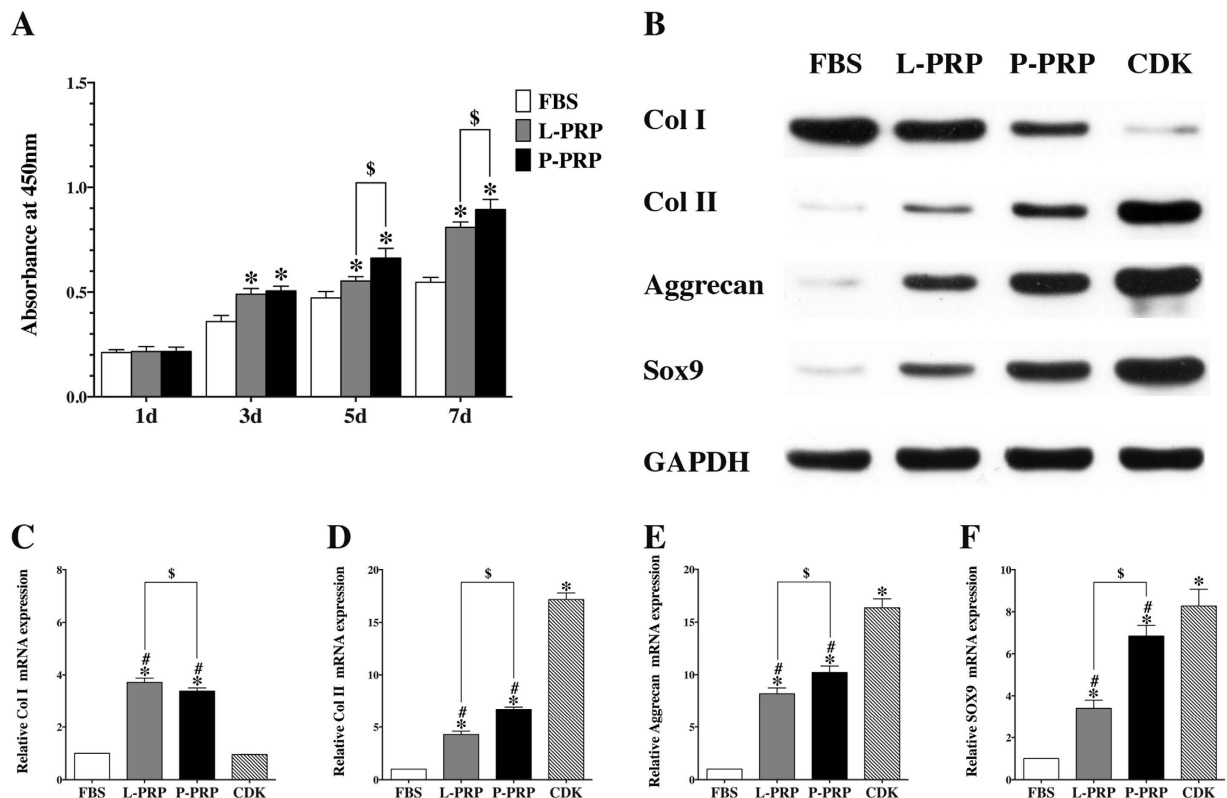 A
Absorbance at 450nm
1.5
1.0
0.5
0.0
1d 3d 5d 7d
FBS
L-PRP
P-PRP
* *
* * $
* * $
B
FBS L-PRP P-PRP CDK
Col I
Col II
Aggrecan
Sox9
GAPDH
C
Relative Col I mRNA expression
8
6
4
2
0
$
# #
* *
FBS L-PRP P-PRP CDK
D
Relative Col II mRNA expression
20
15
10
5
0
$
# #
* * *
FBS L-PRP P-PRP CDK
E
Relative Aggrecan mRNA expression
20
15
10
5
0
$
# #
* * *
FBS L-PRP P-PRP CDK
F
Relative SOX9 mRNA expression
10
8
6
4
2
0
$
# #
* * *
FBS L-PRP P-PRP CDK